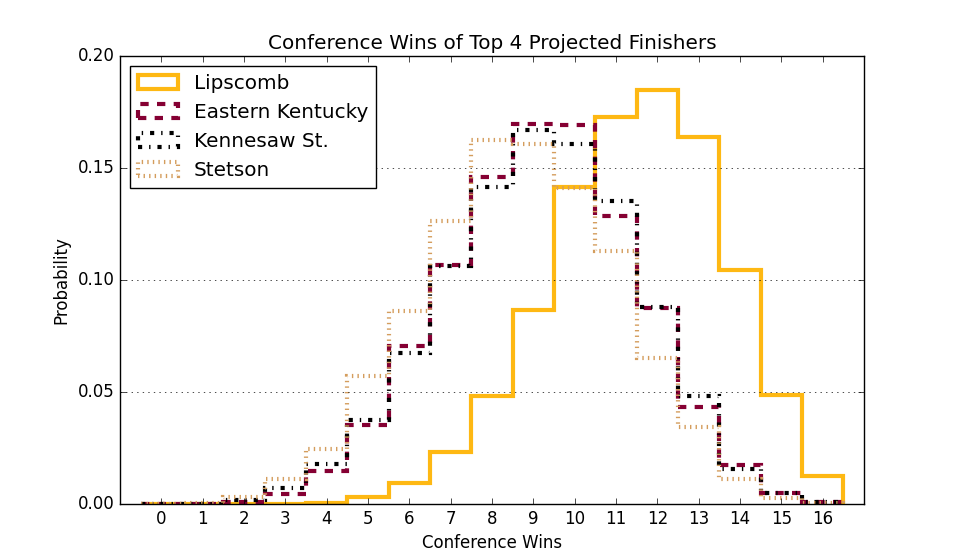 Conference Wins of Top 4 Projected Finishers
0.20
Lipscomb
Eastern Kentucky
Kennesaw St.
Stetson
0.15
0.10
0.05
0.00
Probability
0 1 2 3 4 5 6 7 8 9 10 11 12 13 14 15 16
Conference Wins